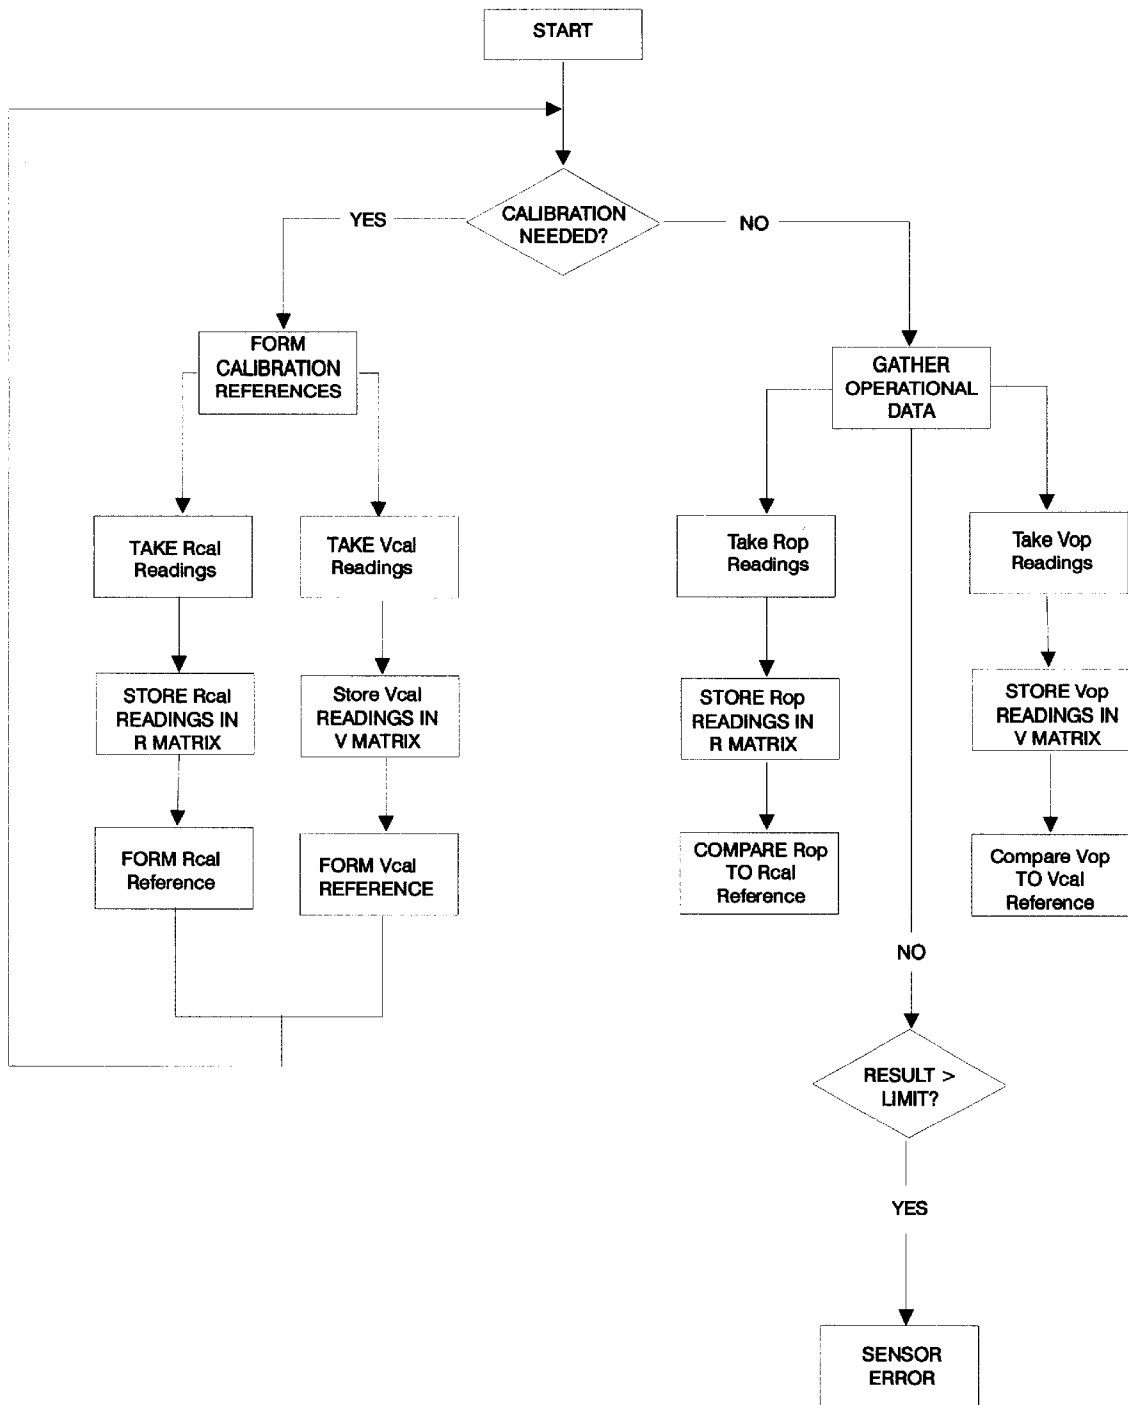 START
CALIBRATION
NEEDED?
YES
NO
FORM
CALIBRATION
REFERENCES
GATHER
OPERATIONAL
DATA
TAKE Rcal
Readings
TAKE Vcal
Readings
Take Rop
Readings
Take Vop
Readings
STORE Rcal
READINGS IN
R MATRIX
Store Vcal
READINGS IN
V MATRIX
STORE Rop
READINGS IN
R MATRIX
STORE Vop
READINGS IN
V MATRIX
FORM Rcal
Reference
FORM Vcal
REFERENCE
COMPARE Rop
TO Rcal
Reference
Compare Vop
TO Vcal
Reference
NO
RESULT >
LIMIT?
YES
SENSOR
ERROR